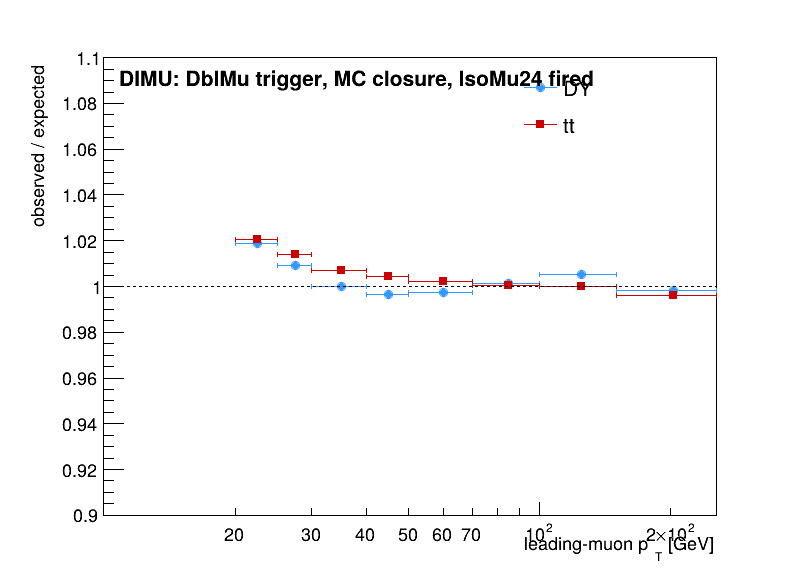 DIMU: DblMu trigger, MC closure, IsoMu24 fired
DY
tt
observed / expected
1.1
1.08
1.06
1.04
1.02
1
0.98
0.96
0.94
0.92
0.9
20 30 40 50 60 70 10² 2×10²
leading-muon p_T [GeV]